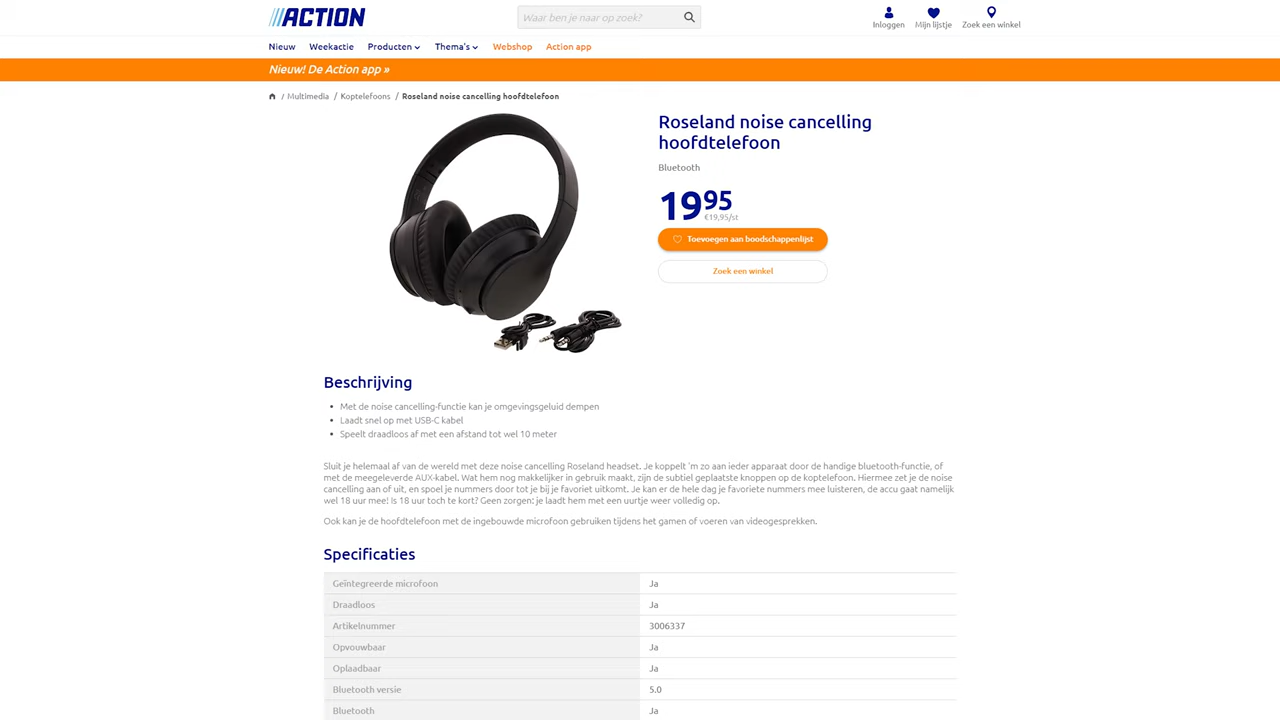 ACTION
Waar ben je naar op zoek?
Inloggen
Mijn lijstje
Zoek een winkel
Nieuw
Weekactie
Producten
Thema's
Webshop
Action app
Nieuw! De Action app »
/ Multimedia / Koptelefoons / Roseland noise cancelling hoofdtelefoon
Roseland noise cancelling
hoofdtelefoon
Bluetooth
1995
€19,95/st
Toevoegen aan boodschappenlijst
Zoek een winkel
Beschrijving
• Met de noise cancelling-functie kan je omgevingsgeluid dempen
• Laadt snel op met USB-C kabel
• Speelt draadloos af met een afstand tot wel 10 meter
Sluit je helemaal af van de wereld met deze noise cancelling Roseland headset. Je koppelt 'm zo aan ieder apparaat door de handige bluetooth-functie, of
met de meegeleverde AUX-kabel. Wat hem nog makkelijker in gebruik maakt, zijn de subtiel geplaatste knoppen op de koptelefoon. Hiermee zet je de noise
cancelling aan of uit, en spoel je nummers door tot je bij je favoriet uitkomt. Je kan er de hele dag je favoriete nummers mee luisteren, de accu gaat namelijk
wel 18 uur mee! Is 18 uur toch te kort? Geen zorgen: je laadt hem met een uurtje weer volledig op.
Ook kan je de hoofdtelefoon met de ingebouwde microfoon gebruiken tijdens het gamen of voeren van videogesprekken.
Specificaties
Geïntegreerde microfoon Ja
Draadloos Ja
Artikelnummer 3006337
Opvouwbaar Ja
Oplaadbaar Ja
Bluetooth versie 5.0
Bluetooth Ja